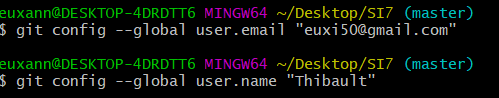 euxann@DESKTOP-4DRDTT6 MINGW64 ~/Desktop/SI7 (master)
$ git config --global user.email "euxi50@gmail.com"
euxann@DESKTOP-4DRDTT6 MINGW64 ~/Desktop/SI7 (master)
$ git config --global user.name "Thibault"